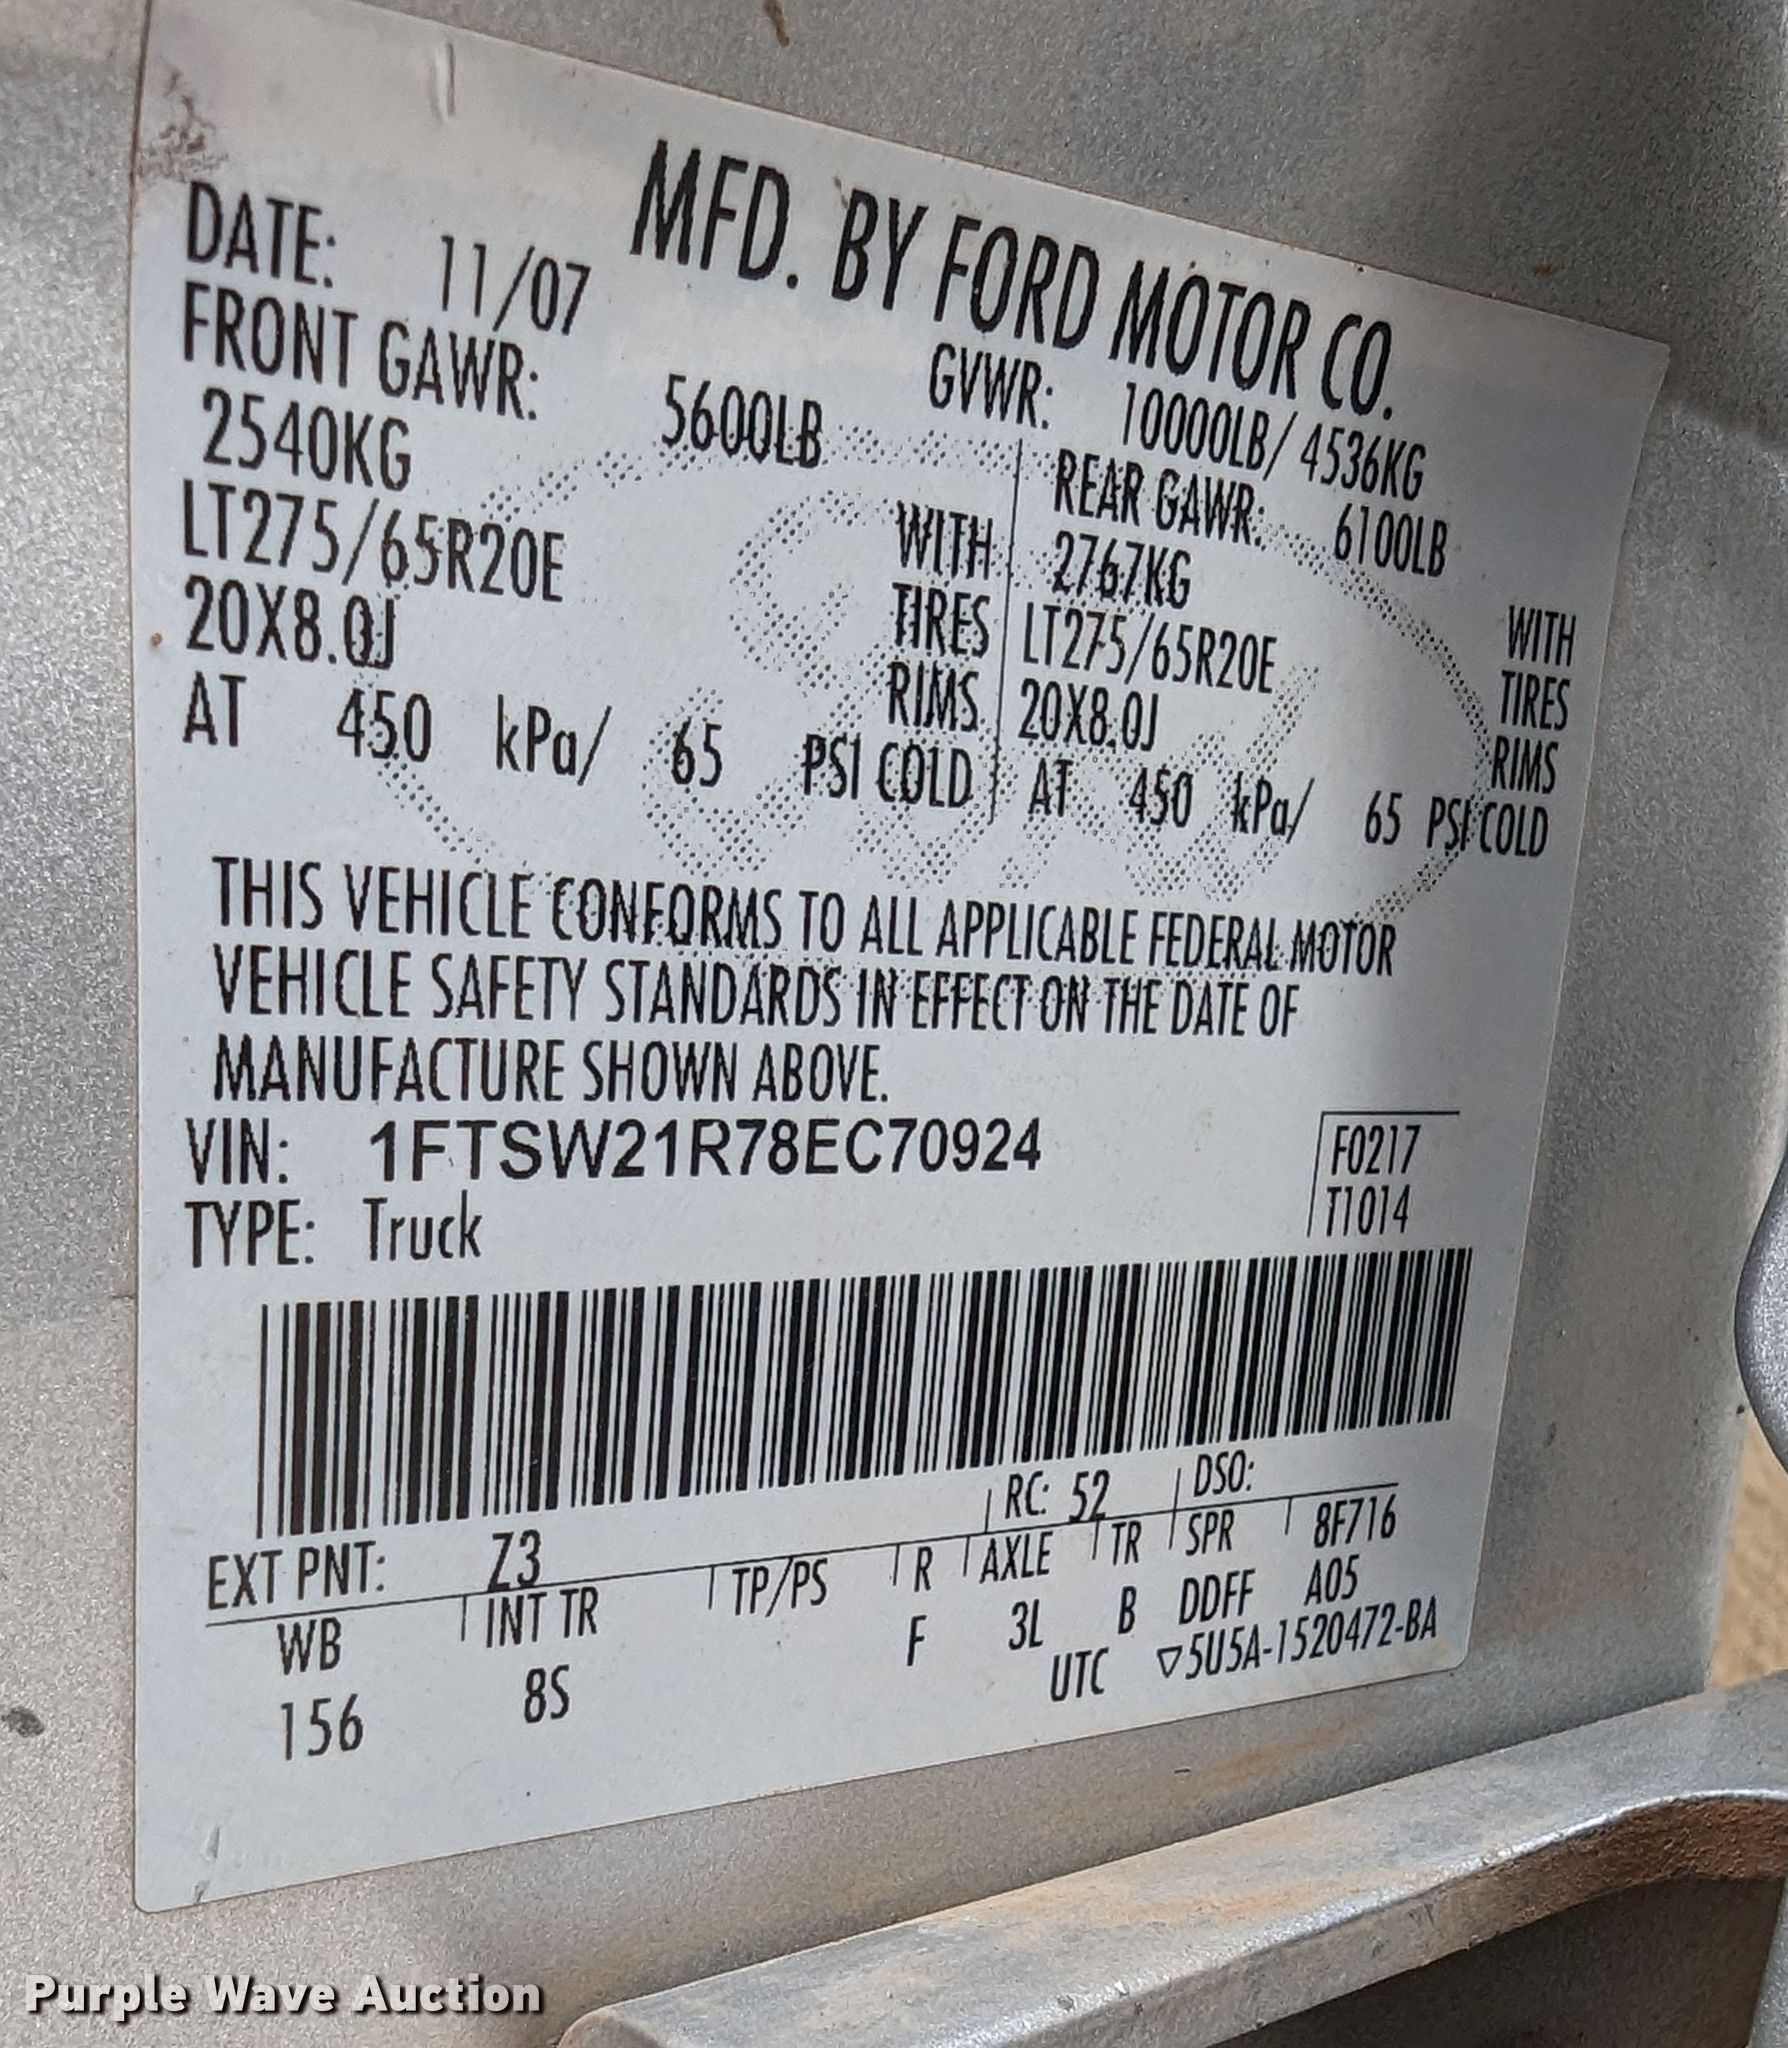 MFD. BY FORD MOTOR CO.
DATE: 11/07 GVWR: 10000LB/ 4536KG
FRONT GAWR: 5600LB REAR GAWR: 6100LB
2540KG WITH 2767KG WITH
LT275/65R20E TIRES LT275/65R20E TIRES
20X8.0J RIMS 20X8.0J RIMS
AT 450 kPa/ 65 PSI COLD AT 450 kPa/ 65 PSI COLD
THIS VEHICLE CONFORMS TO ALL APPLICABLE FEDERAL MOTOR
VEHICLE SAFETY STANDARDS IN EFFECT ON THE DATE OF
MANUFACTURE SHOWN ABOVE.
VIN: 1FTSW21R78EC70924 F0217
TYPE: Truck T1014
EXT PNT: Z3 RC: 52 DSO:
WB INT TR TP/PS R AXLE TR SPR 8F716
156 8S F 3L B DDFF A05
UTC ▽5U5A-1520472-BA
Purple Wave Auction